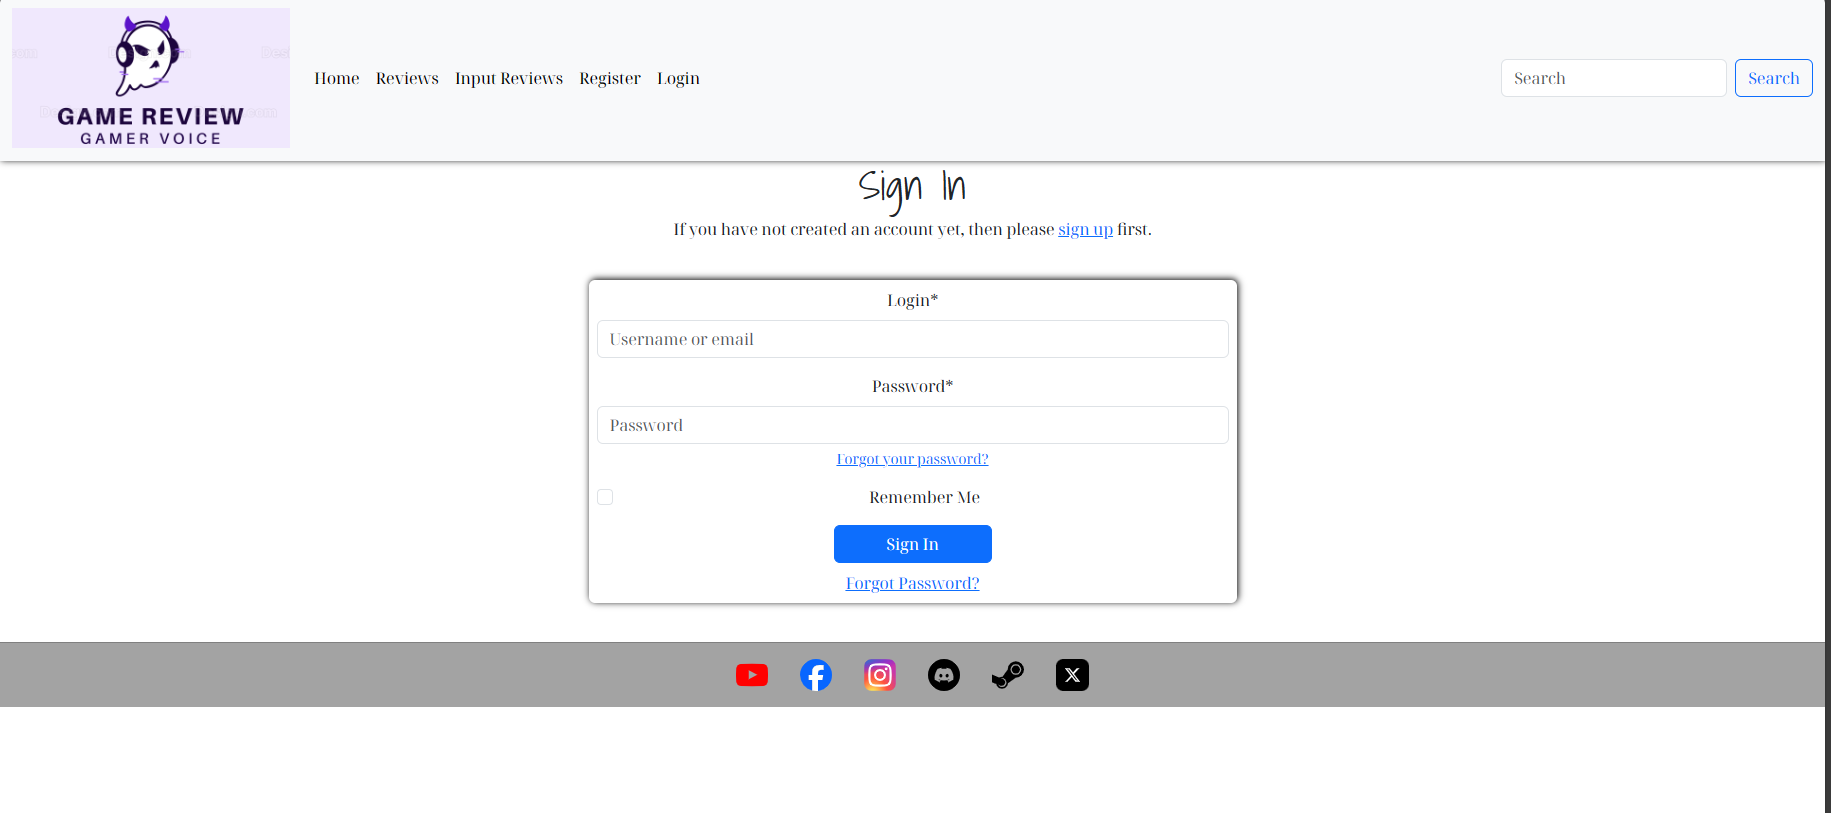 GAME REVIEW
GAMER VOICE
Home Reviews Input Reviews Register Login
Search Search
Sign In
If you have not created an account yet, then please sign up first.
Login*
Username or email
Password*
Password
Forgot your password?
Remember Me
Sign In
Forgot Password?